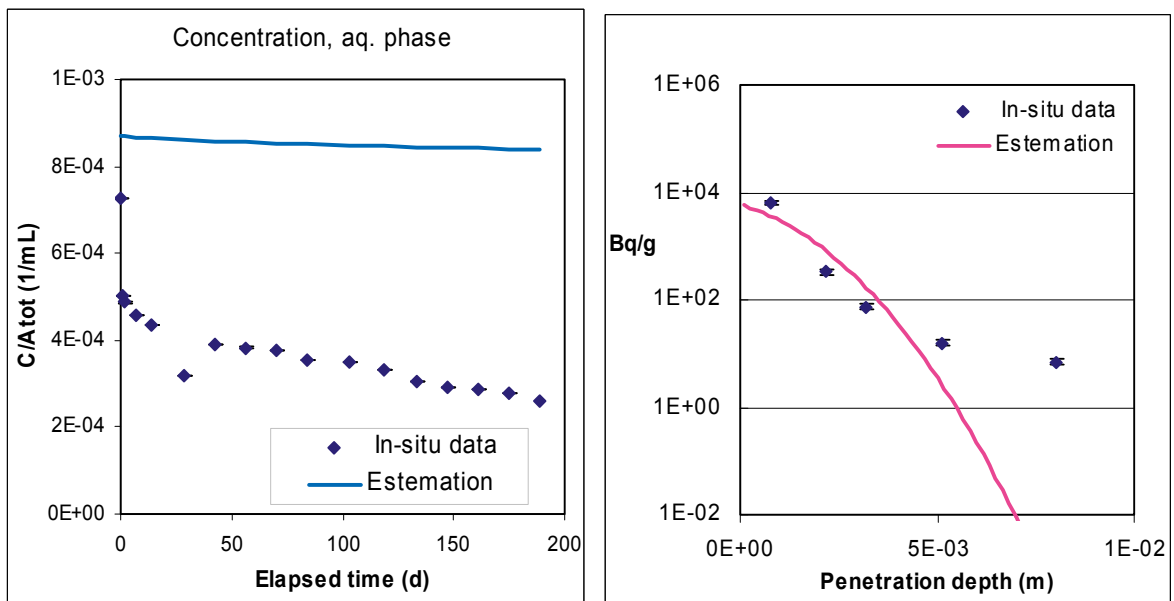 Concentration, aq. phase
1E-03
8E-04
6E-04
4E-04
2E-04
0E+00
C/Atot (1/mL)
In-situ data
Estemation
0 50 100 150 200
Elapsed time (d)
1E+06
1E+04
1E+02
1E+00
1E-02
Bq/g
In-situ data
Estemation
0E+00 5E-03 1E-02
Penetration depth (m)